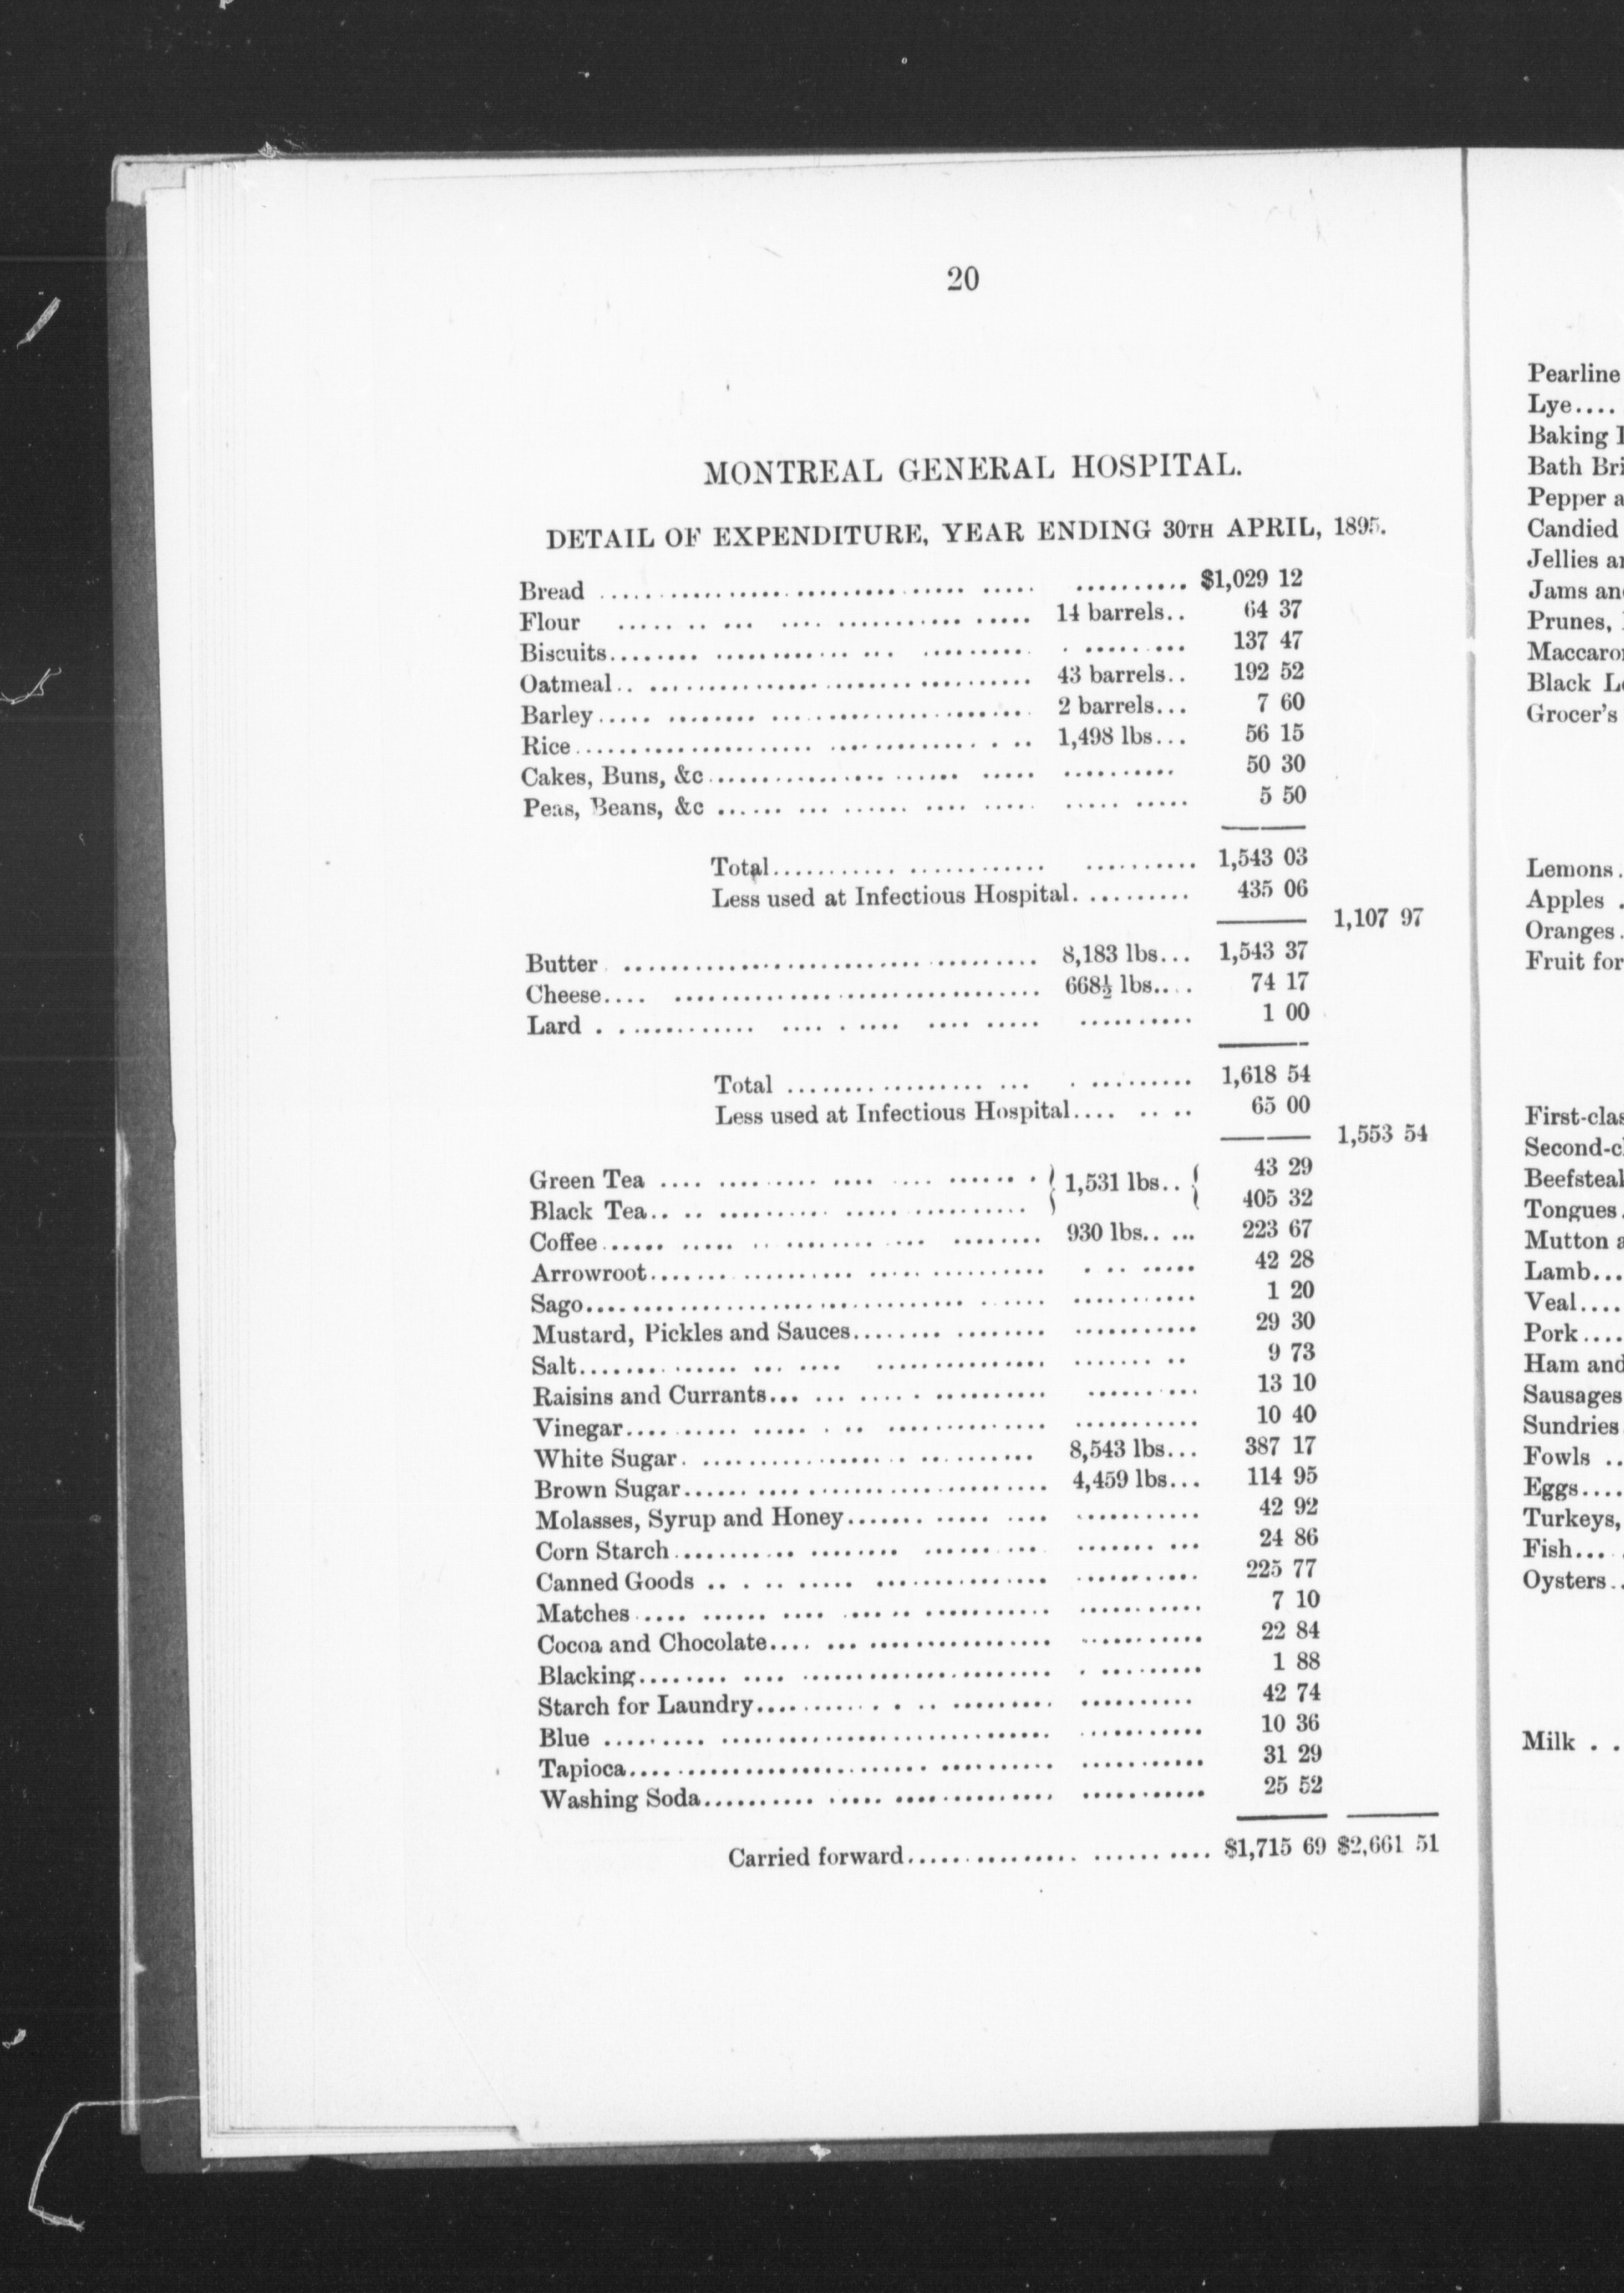 20
MONTREAL GENERAL HOSPITAL.
DETAIL OF EXPENDITURE, YEAR ENDING 30TH APRIL, 1895.
Bread .......... $1,029 12
Flour .......... 14 barrels.. 64 37
Biscuits.......... 137 47
Oatmeal.......... 43 barrels.. 192 52
Barley.......... 2 barrels... 7 60
Rice.......... 1,498 lbs... 56 15
Cakes, Buns, &c.......... 50 30
Peas, Beans, &c .......... 5 50
Total.......... 1,543 03
Less used at Infectious Hospital.......... 435 06
1,107 97
Butter .......... 8,183 lbs... 1,543 37
Cheese.......... 668½ lbs.... 74 17
Lard .......... 1 00
Total .......... 1,618 54
Less used at Infectious Hospital.......... 65 00
1,553 54
Green Tea .......... { 1,531 lbs.. { 43 29
Black Tea.......... 405 32
Coffee.......... 930 lbs..... 223 67
Arrowroot.......... 42 28
Sago.......... 1 20
Mustard, Pickles and Sauces.......... 29 30
Salt.......... 9 73
Raisins and Currants.......... 13 10
Vinegar.......... 10 40
White Sugar.......... 8,543 lbs... 387 17
Brown Sugar.......... 4,459 lbs... 114 95
Molasses, Syrup and Honey.......... 42 92
Corn Starch.......... 24 86
Canned Goods .......... 225 77
Matches.......... 7 10
Cocoa and Chocolate.......... 22 84
Blacking.......... 1 88
Starch for Laundry.......... 42 74
Blue .......... 10 36
Tapioca.......... 31 29
Washing Soda.......... 25 52
Carried forward.......... $1,715 69 $2,661 51
Pearline
Lye....
Baking
Bath
Pepper
Candied
Jellies
Jams
Prunes,
Black
Grocer's
Lemons.
Apples .
Oranges.
Fruit for
Tongues.
Mutton
Lamb...
Veal....
Pork....
Ham and
Sausages
Sundries
Fowls ..
Eggs....
Turkeys,
Fish...
Oysters..
Milk . .